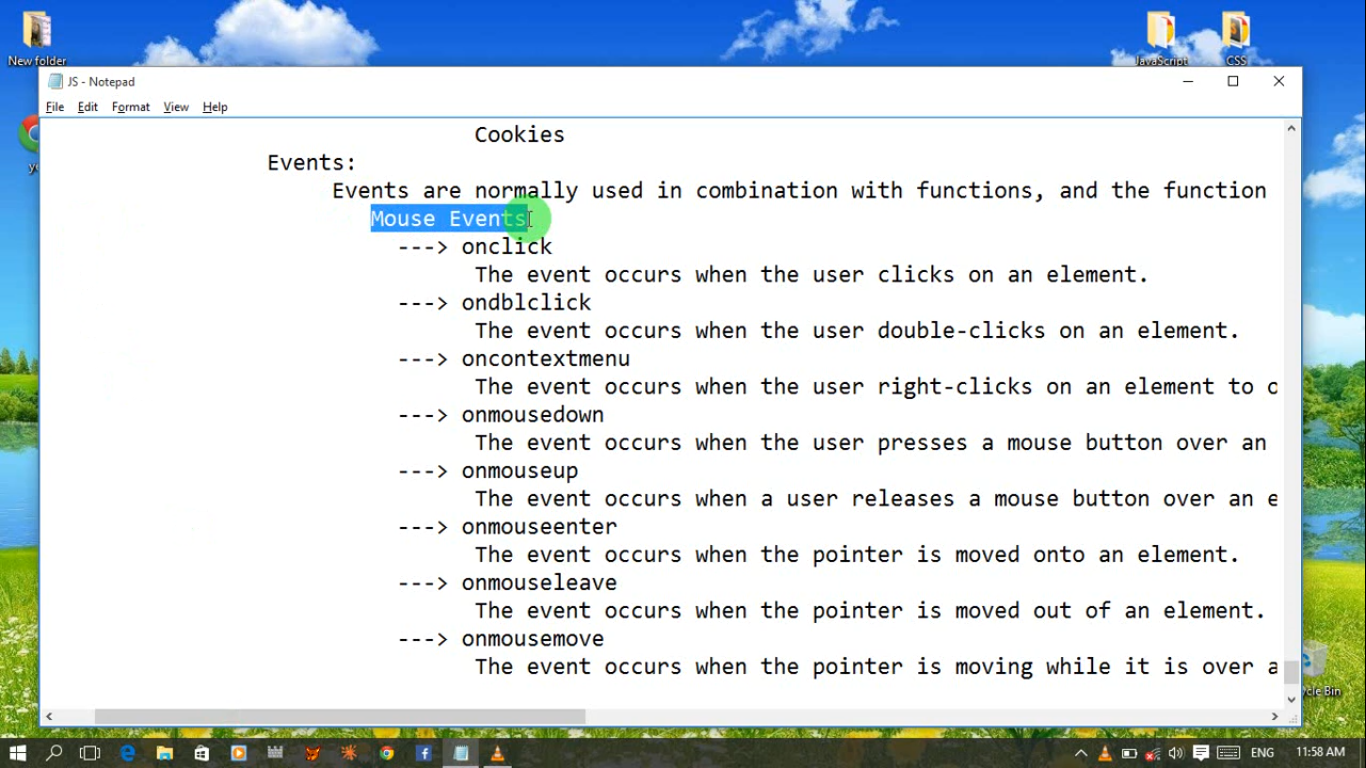 New folder
JavaScript
CSS
JS - Notepad
File Edit Format View Help
Cookies
Events:
Events are normally used in combination with functions, and the function
Mouse Events
---> onclick
The event occurs when the user clicks on an element.
---> ondblclick
The event occurs when the user double-clicks on an element.
---> oncontextmenu
The event occurs when the user right-clicks on an element to o
---> onmousedown
The event occurs when the user presses a mouse button over an
---> onmouseup
The event occurs when a user releases a mouse button over an e
---> onmouseenter
The event occurs when the pointer is moved onto an element.
---> onmouseleave
The event occurs when the pointer is moved out of an element.
---> onmousemove
The event occurs when the pointer is moving while it is over a
cle Bin
ENG
11:58 AM